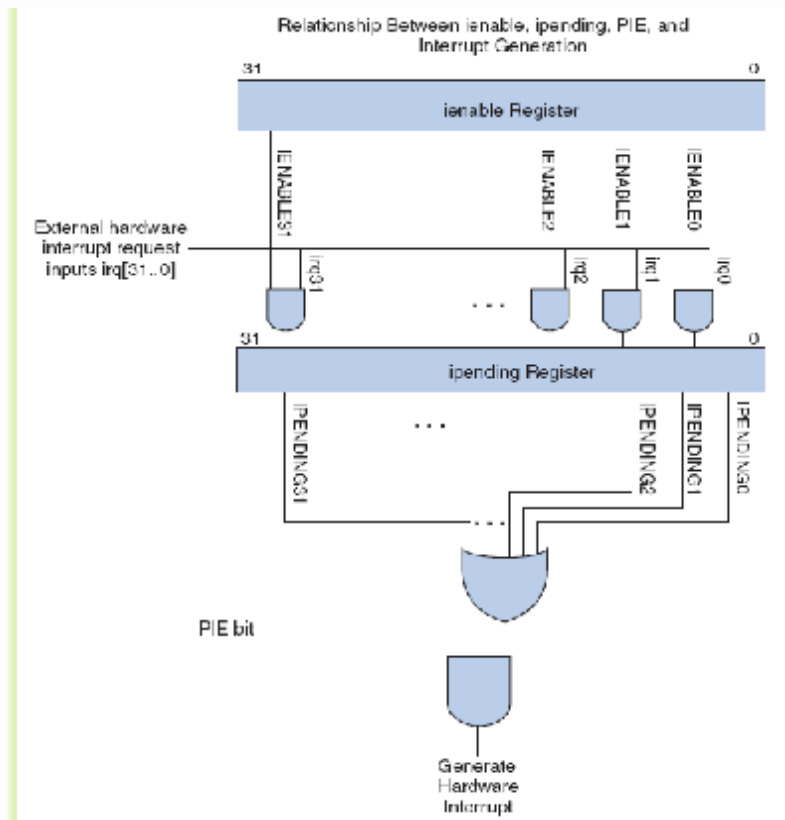 Relationship Between ienable, ipending, PIE, and
Interrupt Generation
31 0
ienable Register
IENABLE31 IENABLE2 IENABLE1 IENABLE0
External hardware
interrupt request
inputs irq[31..0]
irq31 irq2 irq1 irq0
...
31 0
ipending Register
IPENDING31 ... IPENDING2 IPENDING1 IPENDING0
...
PIE bit
Generate
Hardware
Interrupt